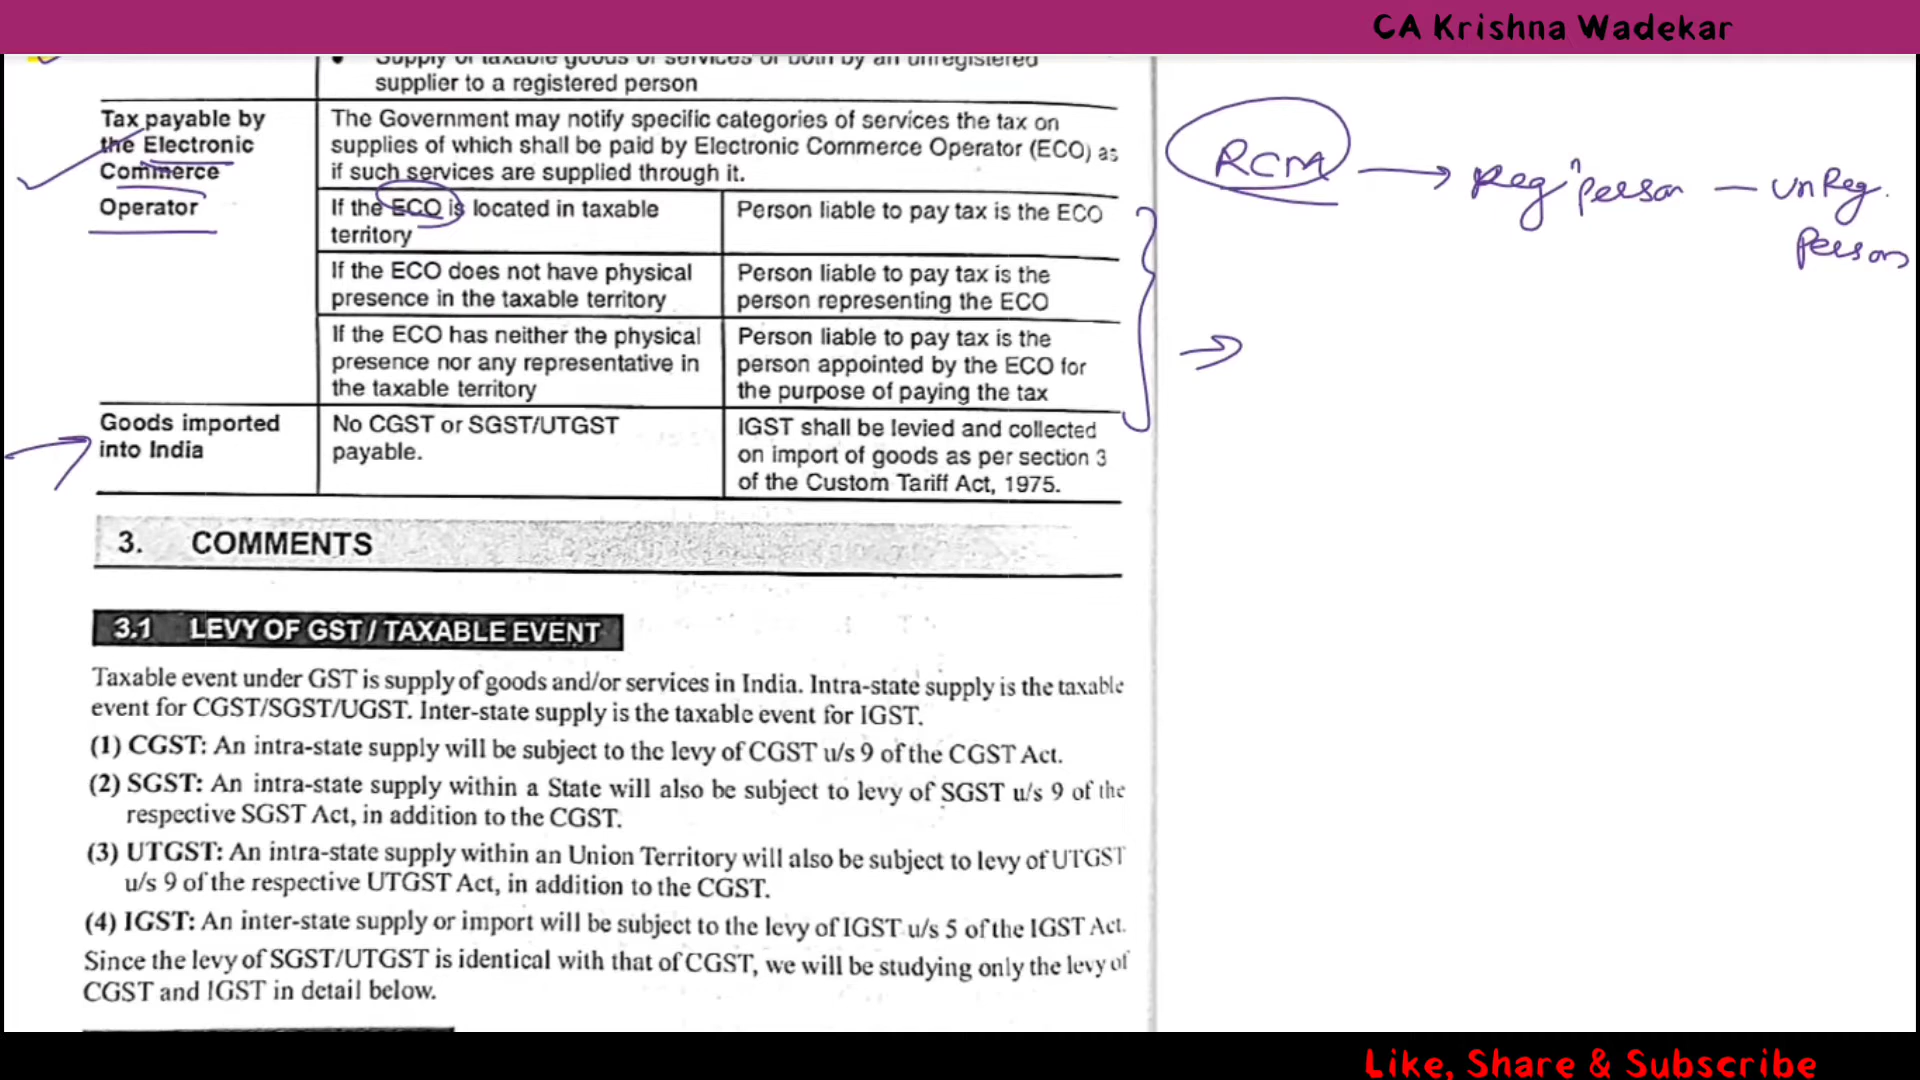 CA Krishna Wadekar
Supply of taxable goods or services or both by an unregistered
supplier to a registered person
Tax payable by
the Electronic
Commerce
Operator
The Government may notify specific categories of services the tax on
supplies of which shall be paid by Electronic Commerce Operator (ECO) as
if such services are supplied through it.
If the ECO is located in taxable
territory
Person liable to pay tax is the ECO
If the ECO does not have physical
presence in the taxable territory
Person liable to pay tax is the
person representing the ECO
If the ECO has neither the physical
presence nor any representative in
the taxable territory
Person liable to pay tax is the
person appointed by the ECO for
the purpose of paying the tax
Goods imported
into India
No CGST or SGST/UTGST
payable.
IGST shall be levied and collected
on import of goods as per section 3
of the Custom Tariff Act, 1975.
RCM → Regn person — unReg.
person
3. COMMENTS
3.1 LEVY OF GST / TAXABLE EVENT
Taxable event under GST is supply of goods and/or services in India. Intra-state supply is the taxable
event for CGST/SGST/UGST. Inter-state supply is the taxable event for IGST.
(1) CGST: An intra-state supply will be subject to the levy of CGST u/s 9 of the CGST Act.
(2) SGST: An intra-state supply within a State will also be subject to levy of SGST u/s 9 of the
respective SGST Act, in addition to the CGST.
(3) UTGST: An intra-state supply within an Union Territory will also be subject to levy of UTGST
u/s 9 of the respective UTGST Act, in addition to the CGST.
(4) IGST: An inter-state supply or import will be subject to the levy of IGST u/s 5 of the IGST Act.
Since the levy of SGST/UTGST is identical with that of CGST, we will be studying only the levy of
CGST and IGST in detail below.
Like, Share & Subscribe